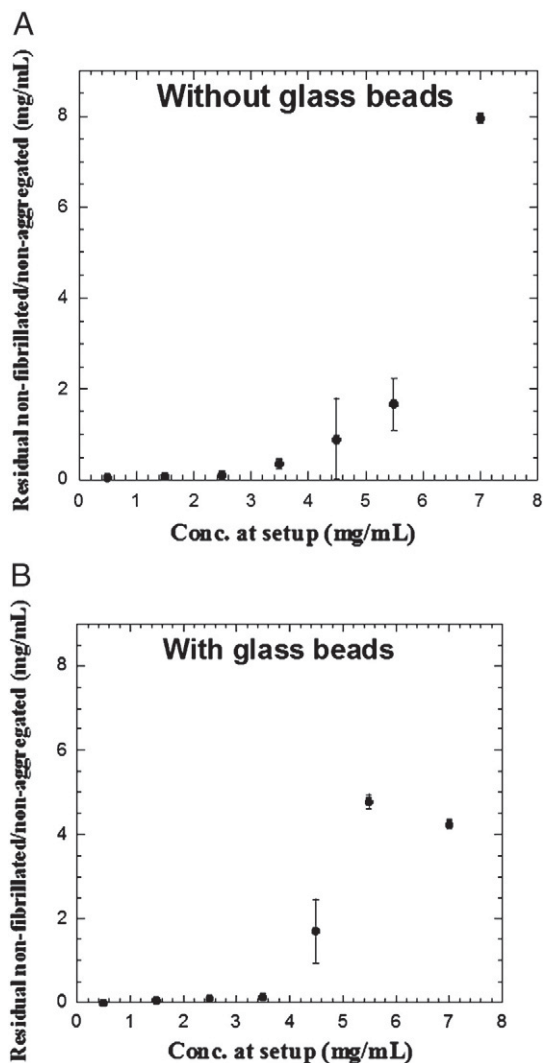 A
Without glass beads
Residual non-fibrillated/non-aggregated (mg/mL)
8
6
4
2
0
0 1 2 3 4 5 6 7 8
Conc. at setup (mg/mL)
B
With glass beads
Residual non-fibrillated/non-aggregated (mg/mL)
8
6
4
2
0
0 1 2 3 4 5 6 7 8
Conc. at setup (mg/mL)